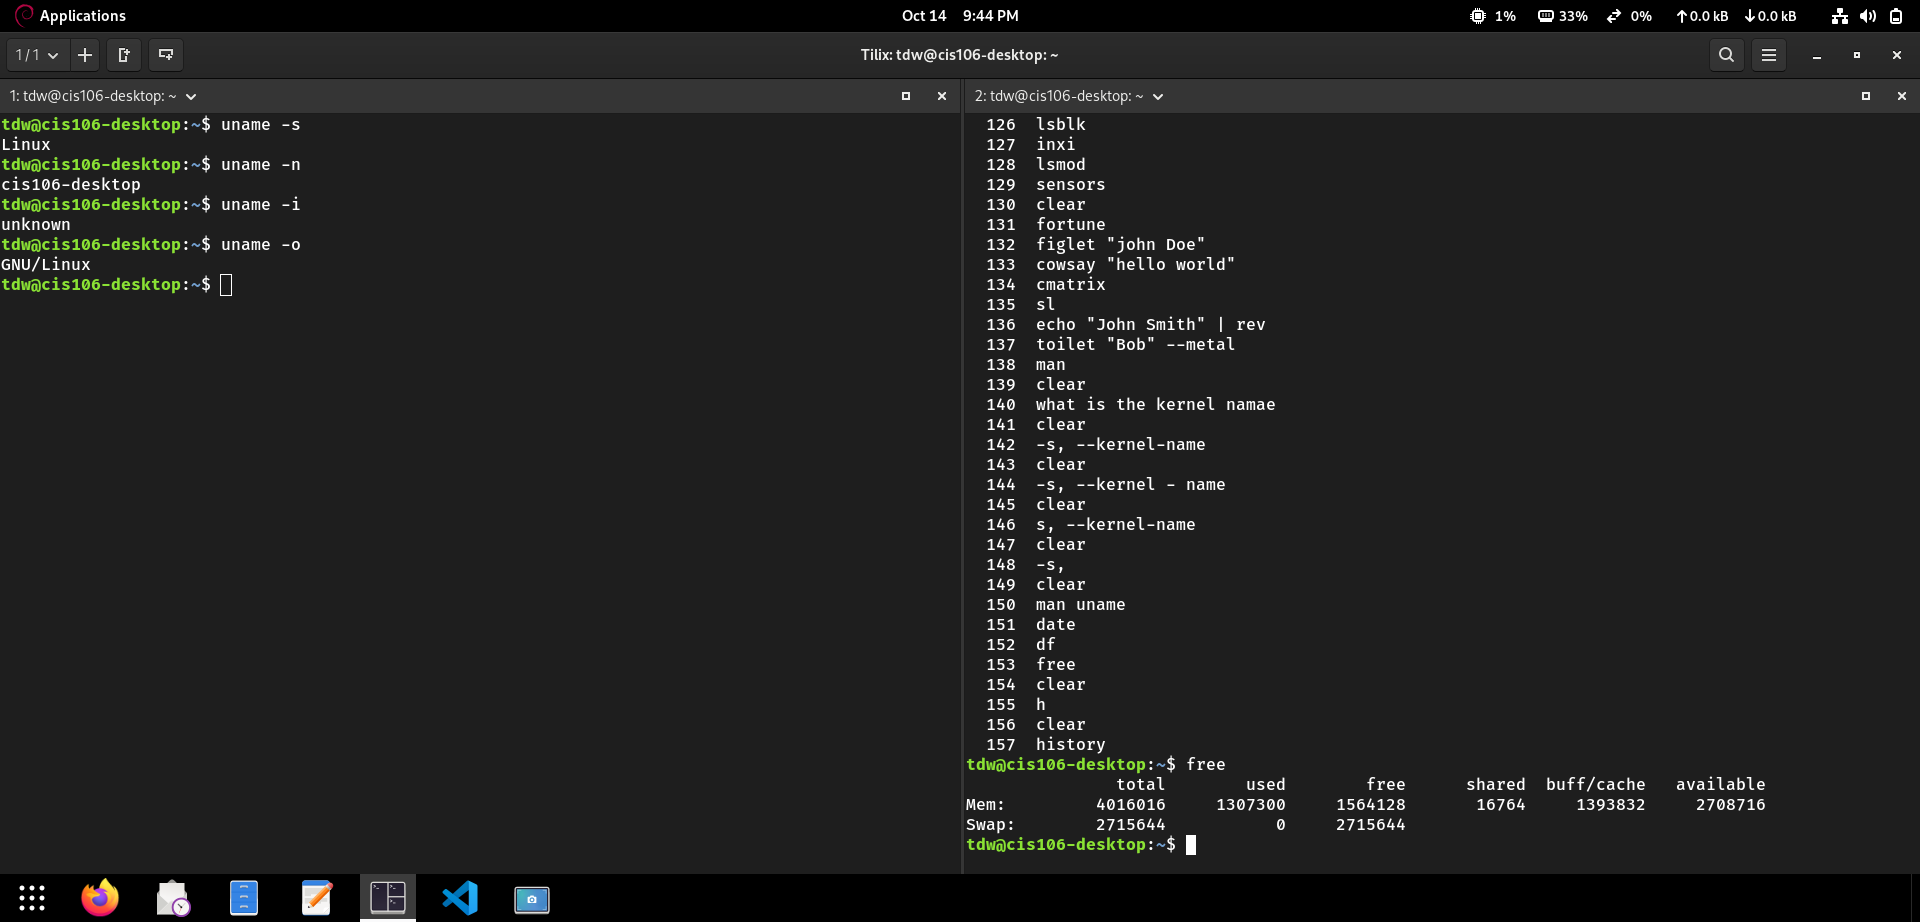 Applications
Oct 14 9:44 PM
1% 33% 0% 0.0 kB 0.0 kB
1 / 1
Tilix: tdw@cis106-desktop: ~
1: tdw@cis106-desktop: ~
tdw@cis106-desktop:~$ uname -s
Linux
tdw@cis106-desktop:~$ uname -n
cis106-desktop
tdw@cis106-desktop:~$ uname -i
unknown
tdw@cis106-desktop:~$ uname -o
GNU/Linux
tdw@cis106-desktop:~$
2: tdw@cis106-desktop: ~
126 lsblk
127 inxi
128 lsmod
129 sensors
130 clear
131 fortune
132 figlet "john Doe"
133 cowsay "hello world"
134 cmatrix
135 sl
136 echo "John Smith" | rev
137 toilet "Bob" --metal
138 man
139 clear
140 what is the kernel namae
141 clear
142 -s, --kernel-name
143 clear
144 -s, --kernel - name
145 clear
146 s, --kernel-name
147 clear
148 -s,
149 clear
150 man uname
151 date
152 df
153 free
154 clear
155 h
156 clear
157 history
tdw@cis106-desktop:~$ free
total used free shared buff/cache available
Mem: 4016016 1307300 1564128 16764 1393832 2708716
Swap: 2715644 0 2715644
tdw@cis106-desktop:~$